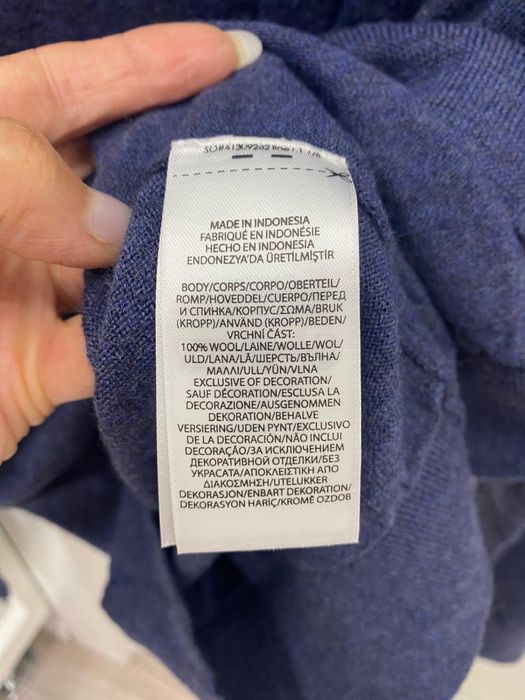 MADE IN INDONESIA
FABRIQUÉ EN INDONÉSIE
HECHO EN INDONESIA
ENDONEZYA'DA ÜRETİLMİŞTİR
BODY/CORPS/CORPO/OBERTEIL/
ROMP/HOVEDDEL/CUERPO/ПЕРЕД
И СПИНКА/КОРПУС/ΣΩΜΑ/BRUK
(KROPP)/ANVÄND (KROPP)/BEDEN/
VRCHNÍ ČÁST:
100% WOOL/LAINE/WOLLE/WOL/
ULD/LANA/LÃ/ШЕРСТЬ/ВЪЛНА/
ΜΑΛΛΙ/ULL/YÜN/VLNA
EXCLUSIVE OF DECORATION/
SAUF DÉCORATION/ESCLUSA LA
DECORAZIONE/AUSGENOMMEN
DEKORATION/BEHALVE
VERSIERING/UDEN PYNT/EXCLUSIVO
DE LA DECORACIÓN/NÃO INCLUI
DECORAÇÃO/ЗА ИСКЛЮЧЕНИЕМ
ДЕКОРАТИВНОЙ ОТДЕЛКИ/БЕЗ
УКРАСАТА/ΑΠΟΚΛΕΙΣΤΙΚΗ ΑΠΟ
ΔΙΑΚΟΣΜΗΣΗ/UTELUKKER
DEKORASJON/ENBART DEKORATION/
DEKORASYON HARİÇ/KROMĚ OZDOB